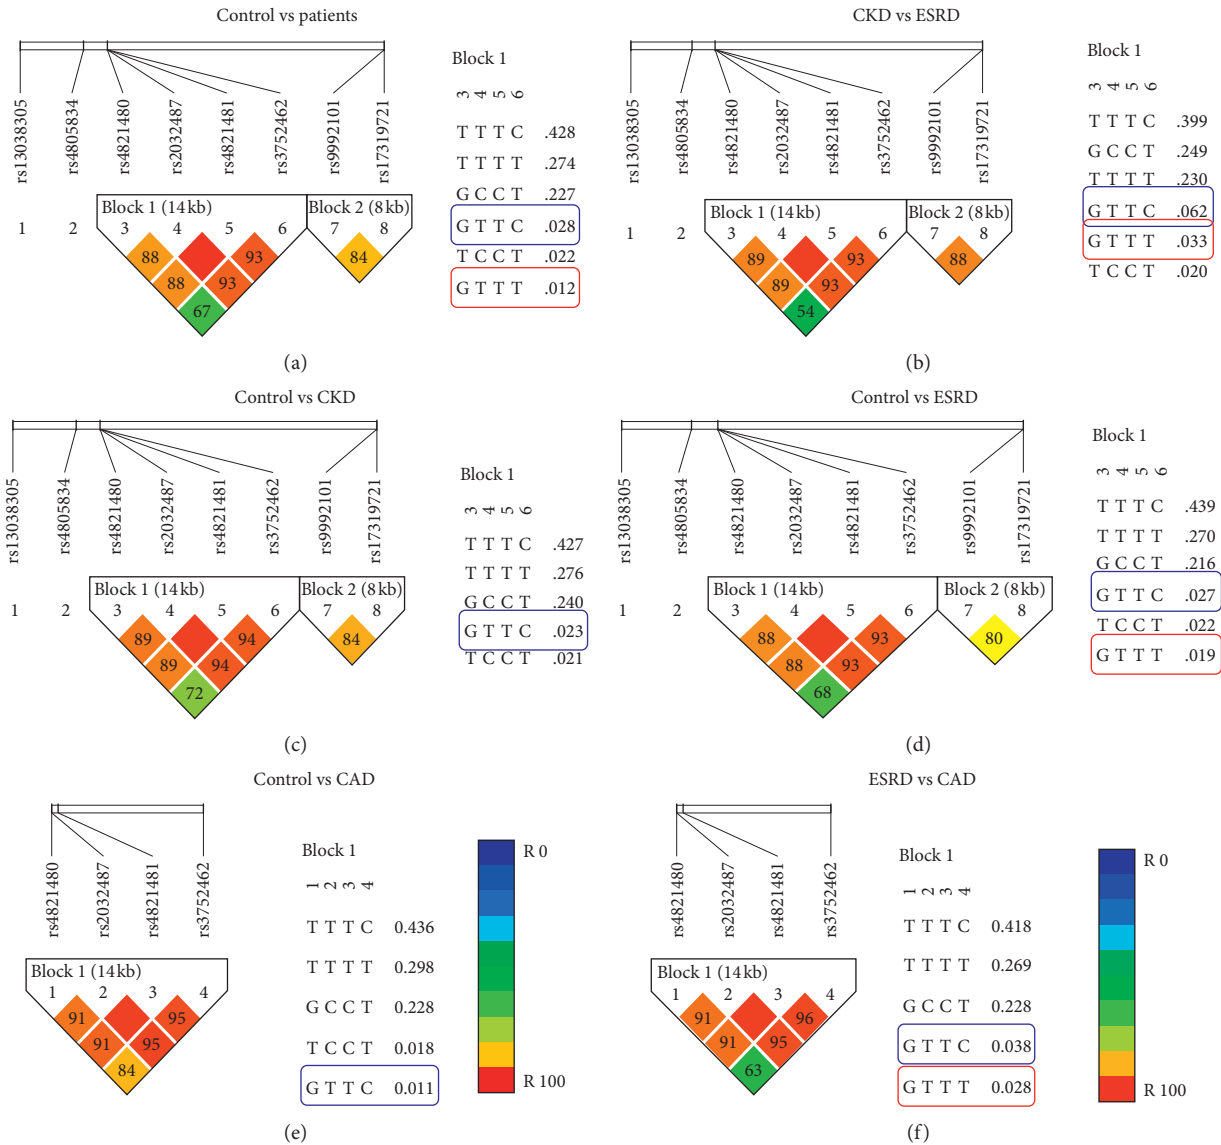 Control vs patients
rs13038305
rs4805834
rs4821480
rs2032487
rs4821481
rs3752462
rs9992101
rs17319721
Block 1 (14 kb)
Block 2 (8 kb)
1 2 3 4 5 6 7 8
88 93 84
88 93
67
Block 1
3 4 5 6
T T T C .428
T T T T .274
G C C T .227
G T T C .028
T C C T .022
G T T T .012
(a)
CKD vs ESRD
rs13038305
rs4805834
rs4821480
rs2032487
rs4821481
rs3752462
rs9992101
rs17319721
Block 1 (14 kb)
Block 2 (8 kb)
1 2 3 4 5 6 7 8
89 93 88
89 93
54
Block 1
3 4 5 6
T T T C .399
G C C T .249
T T T T .230
G T T C .062
G T T T .033
T C C T .020
(b)
Control vs CKD
rs13038305
rs4805834
rs4821480
rs2032487
rs4821481
rs3752462
rs9992101
rs17319721
Block 1 (14 kb)
Block 2 (8 kb)
1 2 3 4 5 6 7 8
89 94 84
89 94
72
Block 1
3 4 5 6
T T T C .427
T T T T .276
G C C T .240
G T T C .023
T C C T .021
(c)
Control vs ESRD
rs13038305
rs4805834
rs4821480
rs2032487
rs4821481
rs3752462
rs9992101
rs17319721
Block 1 (14 kb)
Block 2 (8 kb)
1 2 3 4 5 6 7 8
88 93 80
88 93
68
Block 1
3 4 5 6
T T T C .439
T T T T .270
G C C T .216
G T T C .027
T C C T .022
G T T T .019
(d)
Control vs CAD
rs4821480
rs2032487
rs4821481
rs3752462
Block 1 (14 kb)
1 2 3 4
91 95
91 95
84
Block 1
1 2 3 4
T T T C 0.436
T T T T 0.298
G C C T 0.228
T C C T 0.018
G T T C 0.011
R 0
R 100
(e)
ESRD vs CAD
rs4821480
rs2032487
rs4821481
rs3752462
Block 1 (14 kb)
1 2 3 4
91 96
91 95
63
Block 1
1 2 3 4
T T T C 0.418
T T T T 0.269
G C C T 0.228
G T T C 0.038
G T T T 0.028
R 0
R 100
(f)